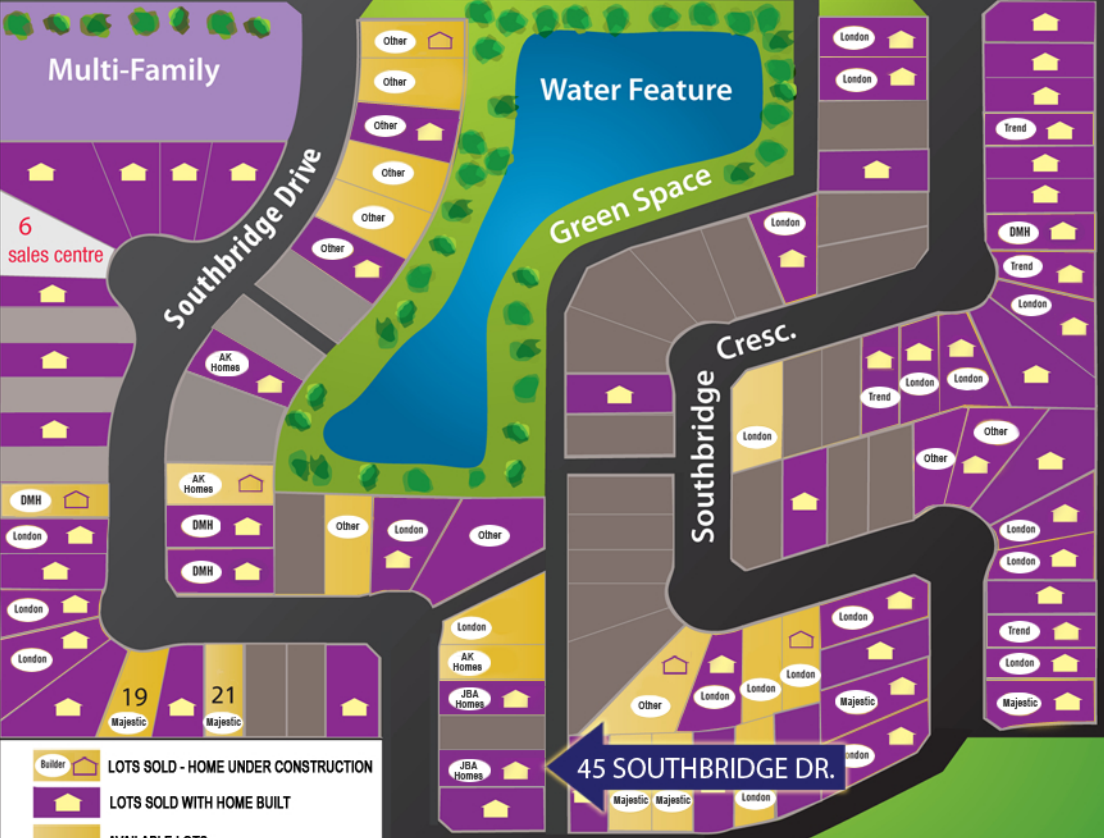 Multi-Family
Southbridge Drive
6
sales centre
Other
Other
Other
Other
Other
Other
Water Feature
Green Space
London
London
London
Trend
DMH
Trend
London
AK
Homes
AK
Homes
DMH
DMH
Other
London
Other
DMH
London
London
London
19
Majestic
21
Majestic
London
AK
Homes
JBA
Homes
JBA
Homes
Southbridge
Cresc.
London
Trend
London
London
Other
Other
London
London
Trend
London
Majestic
Other
London
London
London
London
Majestic
45 SOUTHBRIDGE DR.
Majestic
Majestic
London
Builder
LOTS SOLD - HOME UNDER CONSTRUCTION
LOTS SOLD WITH HOME BUILT